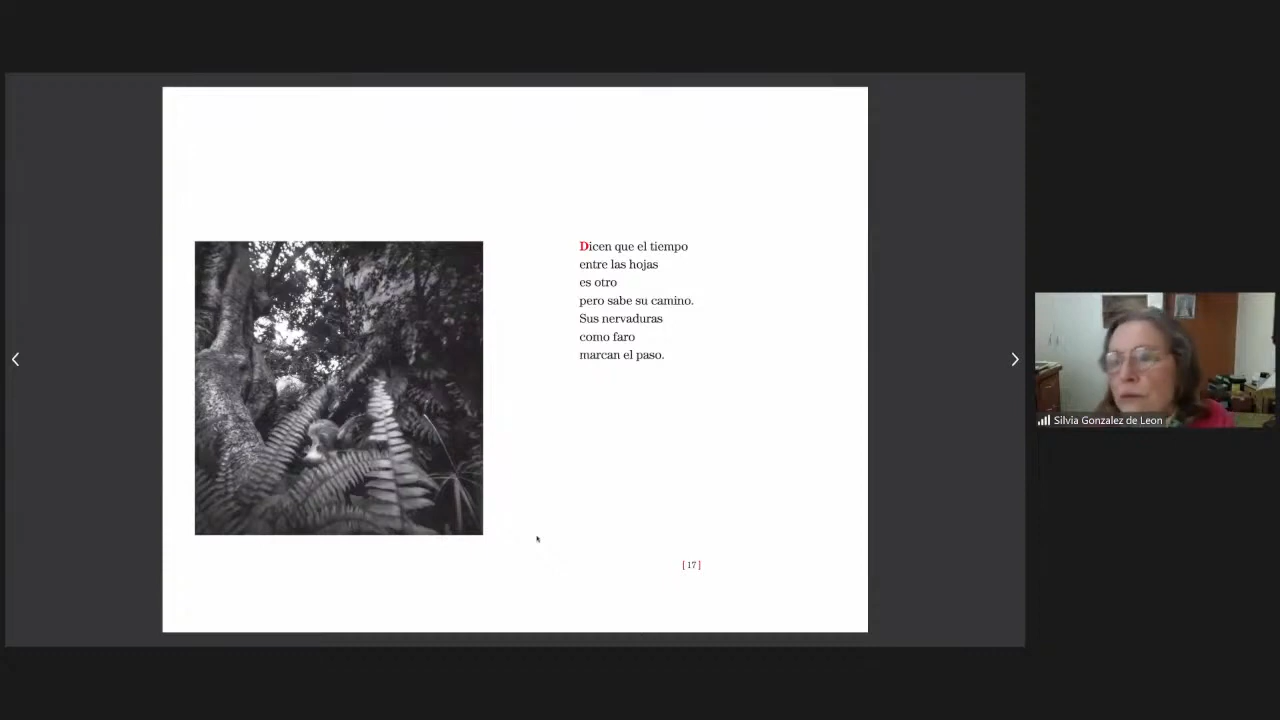 Dicen que el tiempo
entre las hojas
es otro
pero sabe su camino.
Sus nervaduras
como faro
marcan el paso.
[ 17 ]
Silvia Gonzalez de Leon